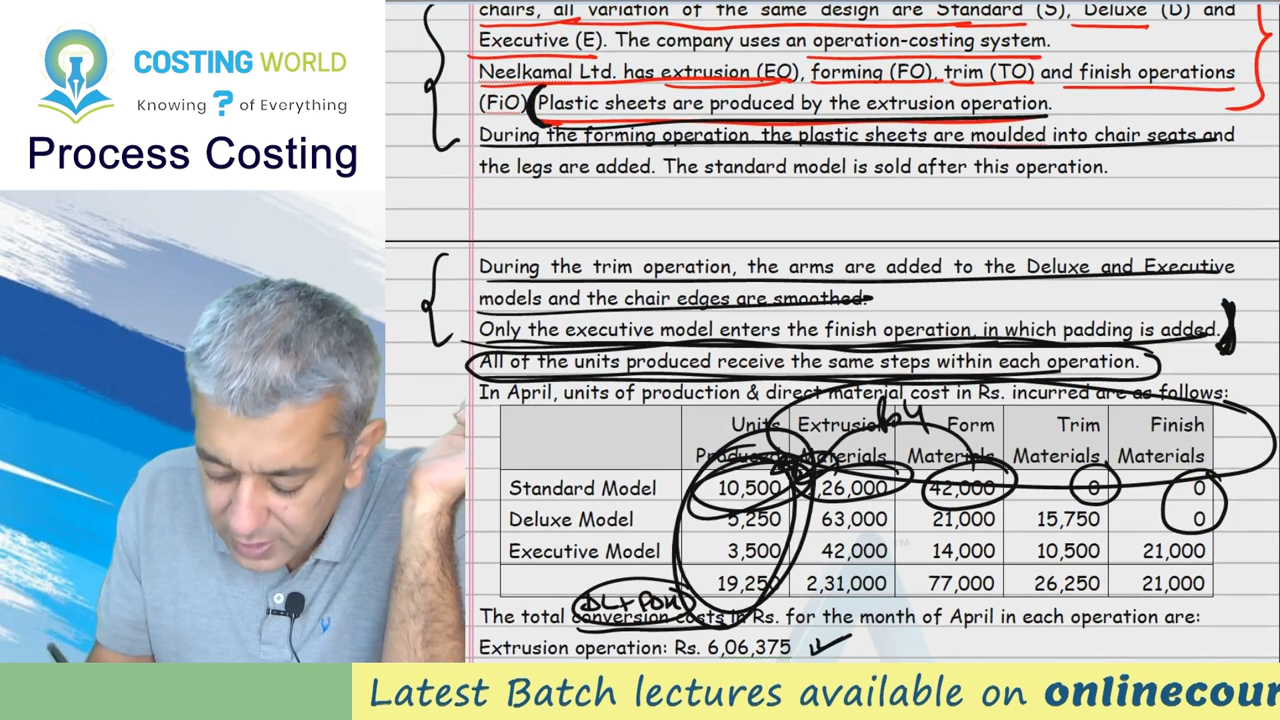 COSTING WORLD
Knowing ? of Everything
Process Costing
chairs, all variation of the same design are Standard (S), Deluxe (D) and
Executive (E). The company uses an operation-costing system.
Neelkamal Ltd. has extrusion (EO), forming (FO), trim (TO) and finish operations
(FiO) Plastic sheets are produced by the extrusion operation.
During the forming operation, the plastic sheets are moulded into chair seats and
the legs are added. The standard model is sold after this operation.
During the trim operation, the arms are added to the Deluxe and Executive
models and the chair edges are smoothed.
Only the executive model enters the finish operation, in which padding is added.
All of the units produced receive the same steps within each operation.
In April, units of production & direct material cost in Rs. incurred are as follows:
Units Extrusion Form Trim Finish
Produced Materials Materials Materials Materials
Standard Model 10,500 1,26,000 42,000 0 0
Deluxe Model 5,250 63,000 21,000 15,750 0
Executive Model 3,500 42,000 14,000 10,500 21,000
19,250 2,31,000 77,000 26,250 21,000
DL+POH
The total conversion costs in Rs. for the month of April in each operation are:
Extrusion operation: Rs. 6,06,375
Latest Batch lectures available on onlinecour